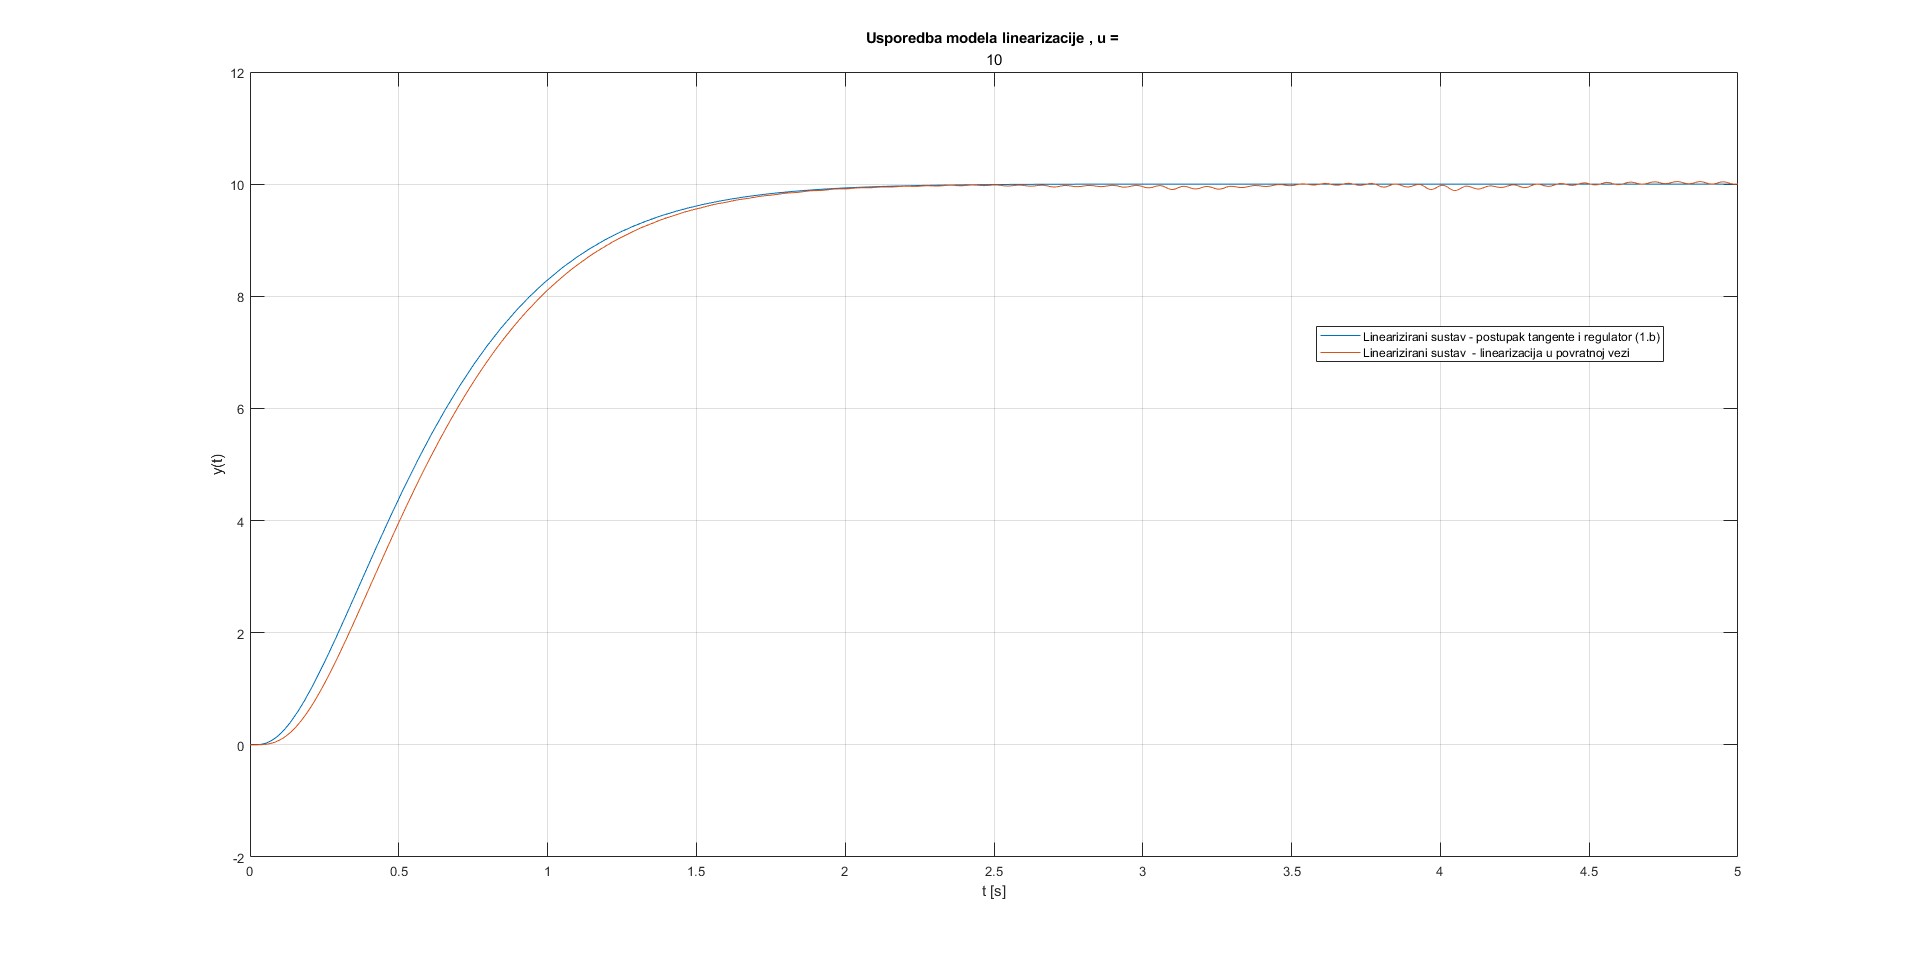 Usporedba modela linearizacije , u =
10
12
10
8
6
4
2
0
-2
y(t)
Linearizirani sustav - postupak tangente i regulator (1.b)
Linearizirani sustav  - linearizacija u povratnoj vezi
0 0.5 1 1.5 2 2.5 3 3.5 4 4.5 5
t [s]